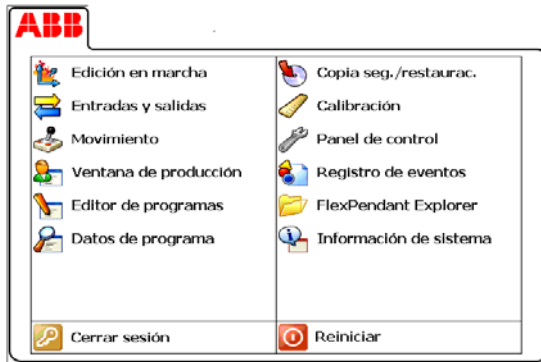 ABB
Edición en marcha
Entradas y salidas
Movimiento
Ventana de producción
Editor de programas
Datos de programa
Cerrar sesión
Copia seg./restaurac.
Calibración
Panel de control
Registro de eventos
FlexPendant Explorer
Información de sistema
Reiniciar